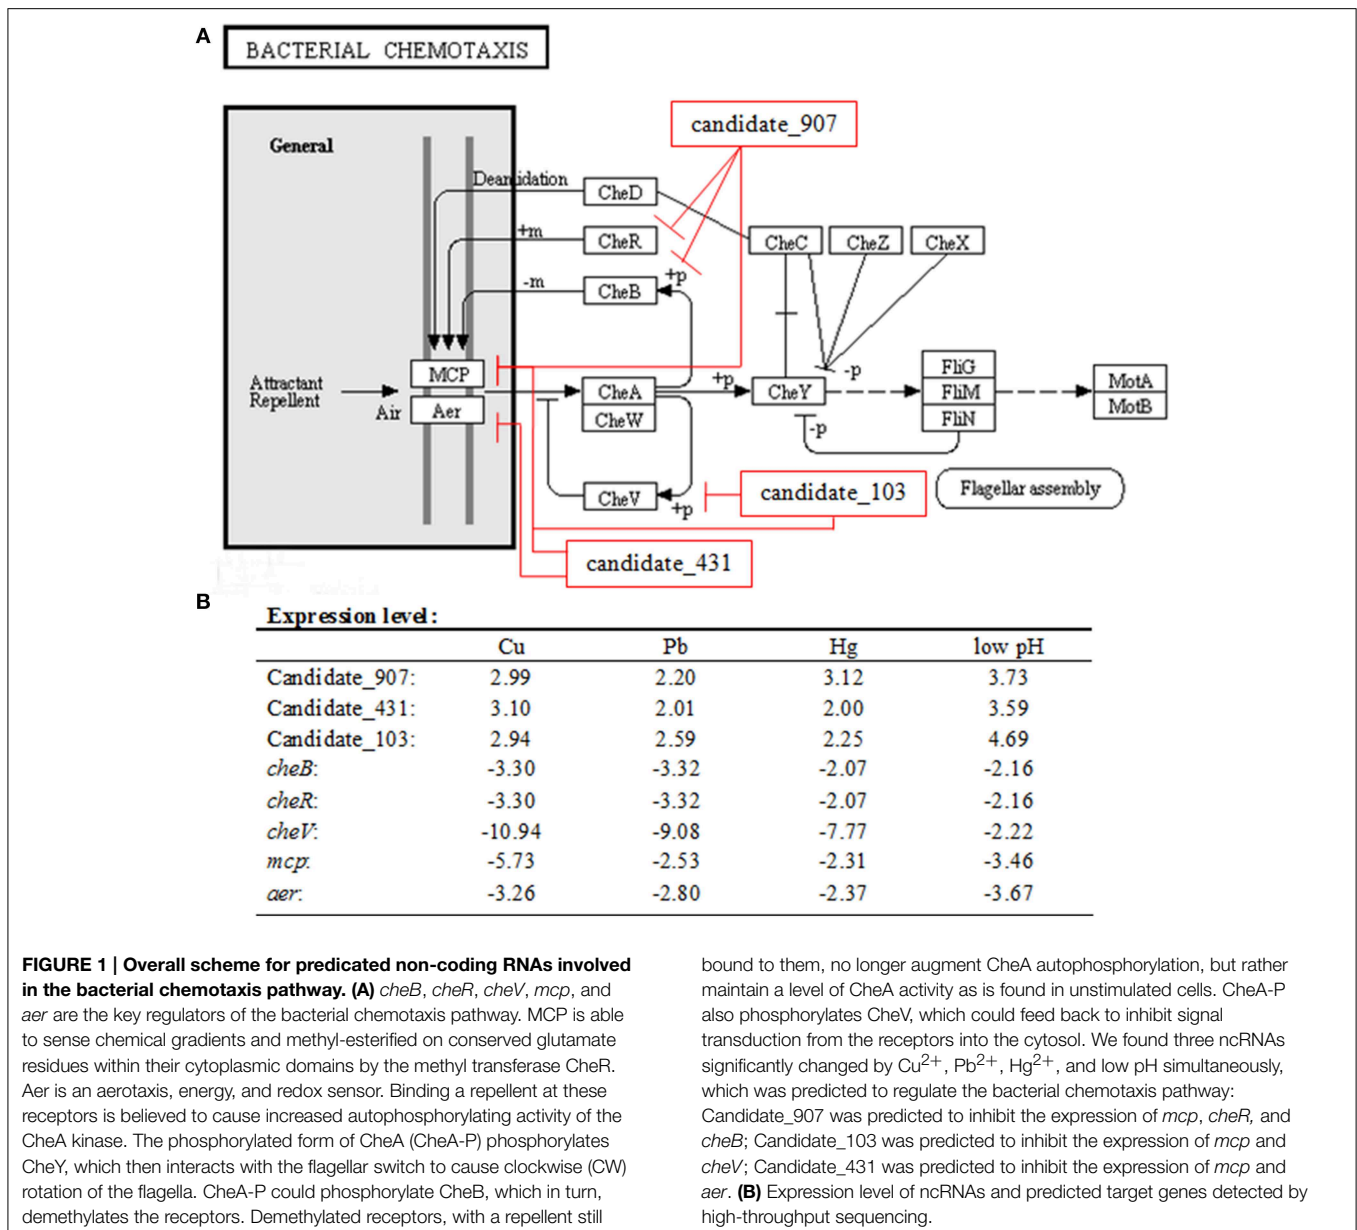 A
BACTERIAL CHEMOTAXIS
General
candidate_907
Deamidation
CheD
+m
CheR
CheC
CheZ
CheX
-m
CheB
+p
MCP
Attractant
Repellent
Air
Aer
CheA
CheW
+p
CheY
-p
FliG
FliM
FliN
MotA
MotB
-p
CheV
+p
candidate_103
Flagellar assembly
candidate_431
B
Expression level:
Cu Pb Hg low pH
Candidate_907: 2.99 2.20 3.12 3.73
Candidate_431: 3.10 2.01 2.00 3.59
Candidate_103: 2.94 2.59 2.25 4.69
cheB: -3.30 -3.32 -2.07 -2.16
cheR: -3.30 -3.32 -2.07 -2.16
cheV: -10.94 -9.08 -7.77 -2.22
mcp: -5.73 -2.53 -2.31 -3.46
aer: -3.26 -2.80 -2.37 -3.67
FIGURE 1 | Overall scheme for predicated non-coding RNAs involved
in the bacterial chemotaxis pathway. (A) cheB, cheR, cheV, mcp, and
aer are the key regulators of the bacterial chemotaxis pathway. MCP is able
to sense chemical gradients and methyl-esterified on conserved glutamate
residues within their cytoplasmic domains by the methyl transferase CheR.
Aer is an aerotaxis, energy, and redox sensor. Binding a repellent at these
receptors is believed to cause increased autophosphorylating activity of the
CheA kinase. The phosphorylated form of CheA (CheA-P) phosphorylates
CheY, which then interacts with the flagellar switch to cause clockwise (CW)
rotation of the flagella. CheA-P could phosphorylate CheB, which in turn,
demethylates the receptors. Demethylated receptors, with a repellent still
bound to them, no longer augment CheA autophosphorylation, but rather
maintain a level of CheA activity as is found in unstimulated cells. CheA-P
also phosphorylates CheV, which could feed back to inhibit signal
transduction from the receptors into the cytosol. We found three ncRNAs
significantly changed by Cu²⁺, Pb²⁺, Hg²⁺, and low pH simultaneously,
which was predicted to regulate the bacterial chemotaxis pathway:
Candidate_907 was predicted to inhibit the expression of mcp, cheR, and
cheB; Candidate_103 was predicted to inhibit the expression of mcp and
cheV; Candidate_431 was predicted to inhibit the expression of mcp and
aer. (B) Expression level of ncRNAs and predicted target genes detected by
high-throughput sequencing.